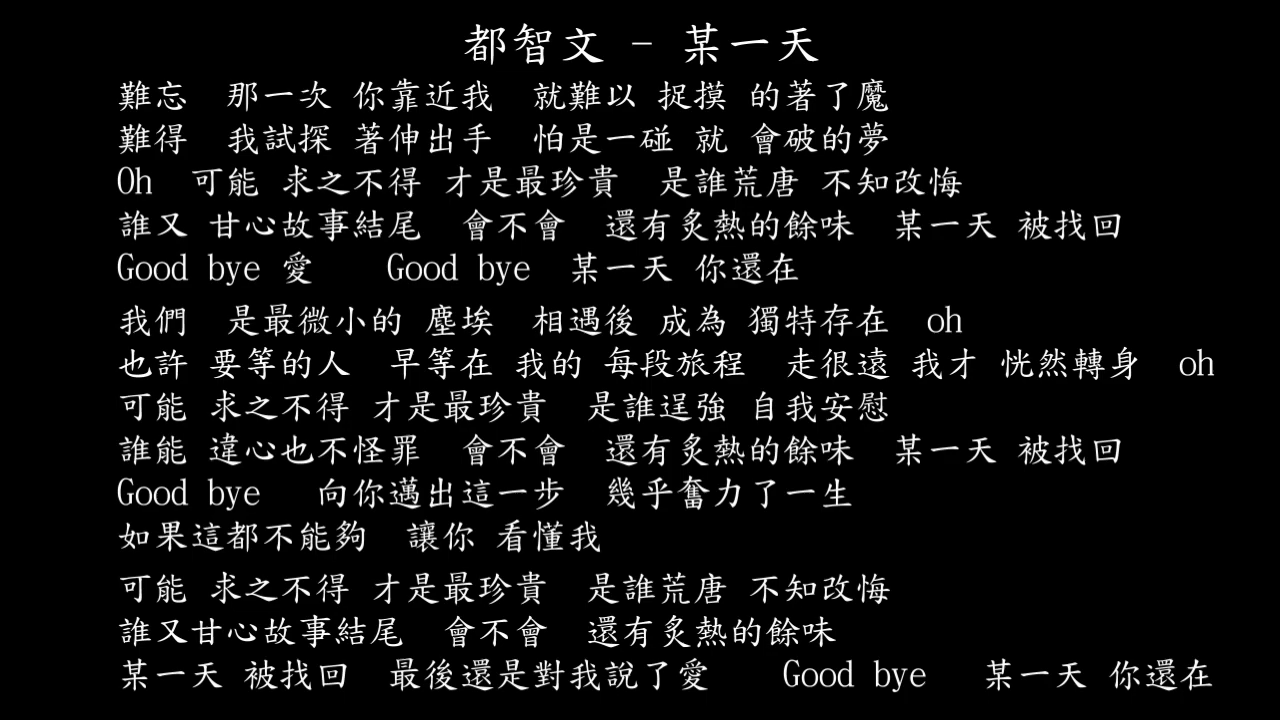 都智文 - 某一天
難忘 那一次 你靠近我 就難以 捉摸 的著了魔
難得 我試探 著伸出手 怕是一碰 就 會破的夢
Oh 可能 求之不得 才是最珍貴 是誰荒唐 不知改悔
誰又 甘心故事結尾 會不會 還有炙熱的餘味 某一天 被找回
Good bye 愛 Good bye 某一天 你還在
我們 是最微小的 塵埃 相遇後 成為 獨特存在 oh
也許 要等的人 早等在 我的 每段旅程 走很遠 我才 恍然轉身 oh
可能 求之不得 才是最珍貴 是誰逞強 自我安慰
誰能 違心也不怪罪 會不會 還有炙熱的餘味 某一天 被找回
Good bye 向你邁出這一步 幾乎奮力了一生
如果這都不能夠 讓你 看懂我
可能 求之不得 才是最珍貴 是誰荒唐 不知改悔
誰又甘心故事結尾 會不會 還有炙熱的餘味
某一天 被找回 最後還是對我說了愛 Good bye 某一天 你還在